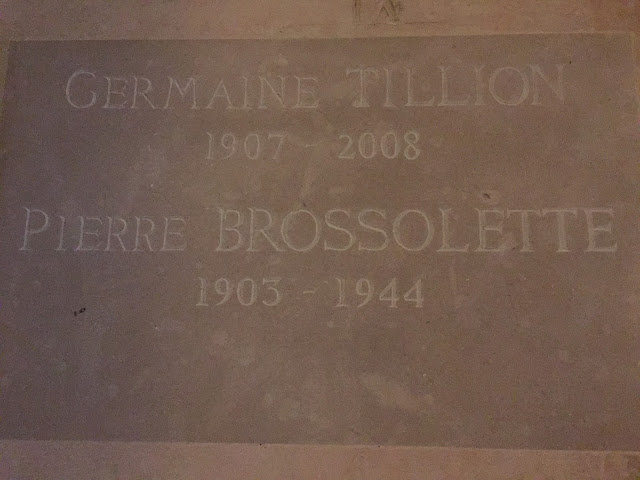 GERMAINE TILLION
1907 - 2008
PIERRE BROSSOLETTE
1903 - 1944